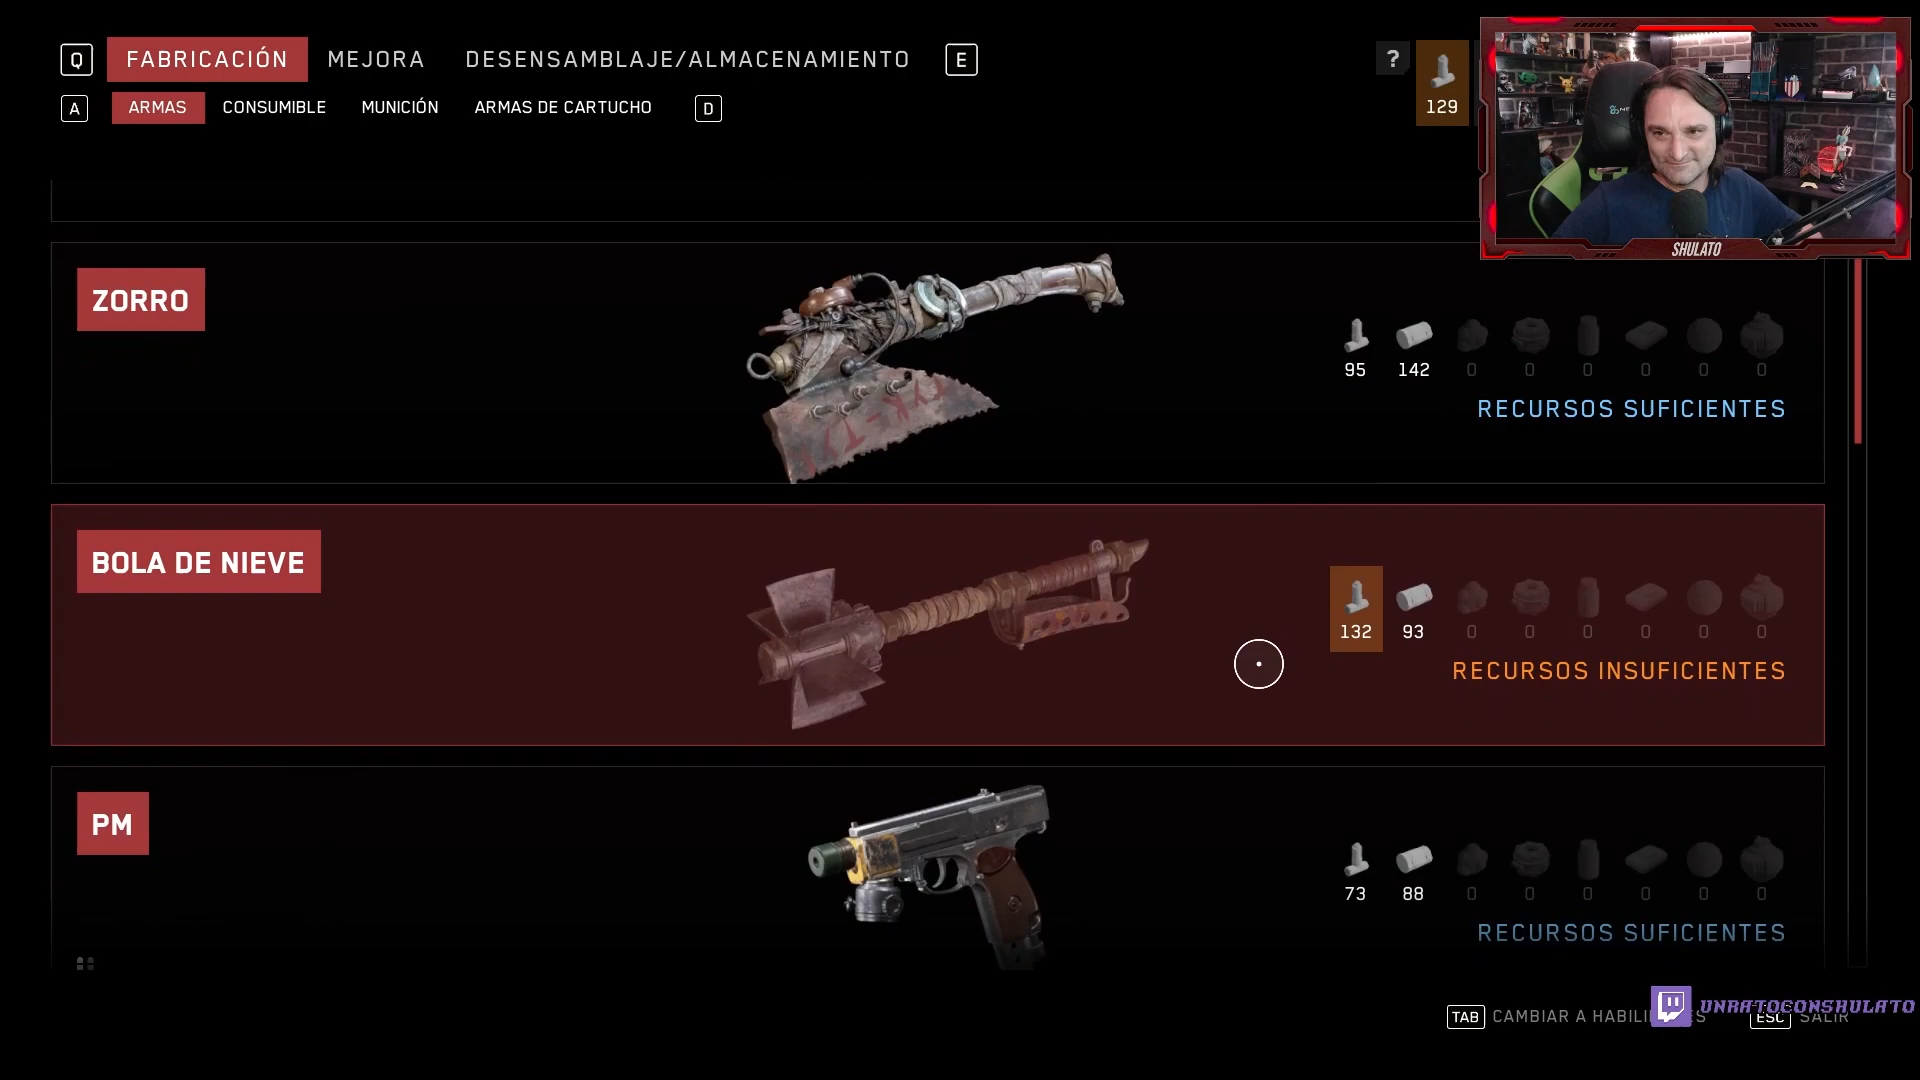 Q FABRICACIÓN MEJORA DESENSAMBLAJE/ALMACENAMIENTO E
A ARMAS CONSUMIBLE MUNICIÓN ARMAS DE CARTUCHO D
? 129
SHULATO
ZORRO
95 142 0 0 0 0 0 0
RECURSOS SUFICIENTES
BOLA DE NIEVE
132 93 0 0 0 0 0 0
RECURSOS INSUFICIENTES
PM
73 88 0 0 0 0 0 0
RECURSOS SUFICIENTES
TAB CAMBIAR A ESC SALIR
UNRATOCONSHULATO